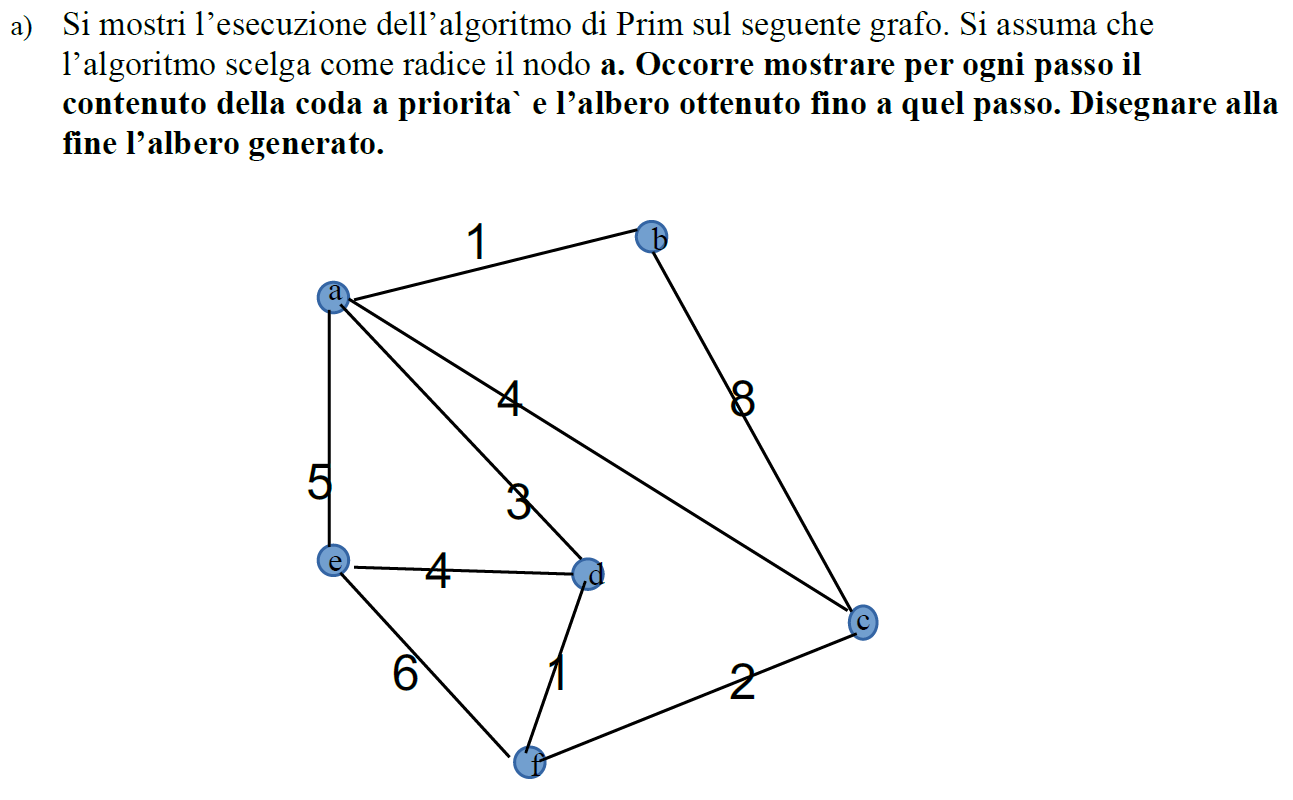 a) Si mostri l’esecuzione dell’algoritmo di Prim sul seguente grafo. Si assuma che
l’algoritmo scelga come radice il nodo a. Occorre mostrare per ogni passo il
contenuto della coda a priorita` e l’albero ottenuto fino a quel passo. Disegnare alla
fine l’albero generato.
1
b
a
4
8
5
3
e
4
d
c
6
1
2
f